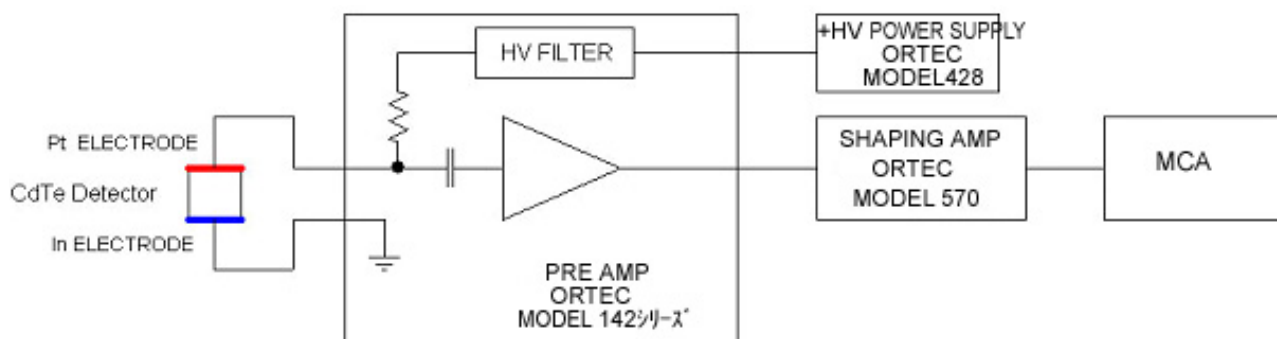 +HV POWER SUPPLY
ORTEC
MODEL428
HV FILTER
Pt ELECTRODE
CdTe Detector
In ELECTRODE
SHAPING AMP
ORTEC
MODEL 570
MCA
PRE AMP
ORTEC
MODEL 142ｼﾘｰｽﾞ